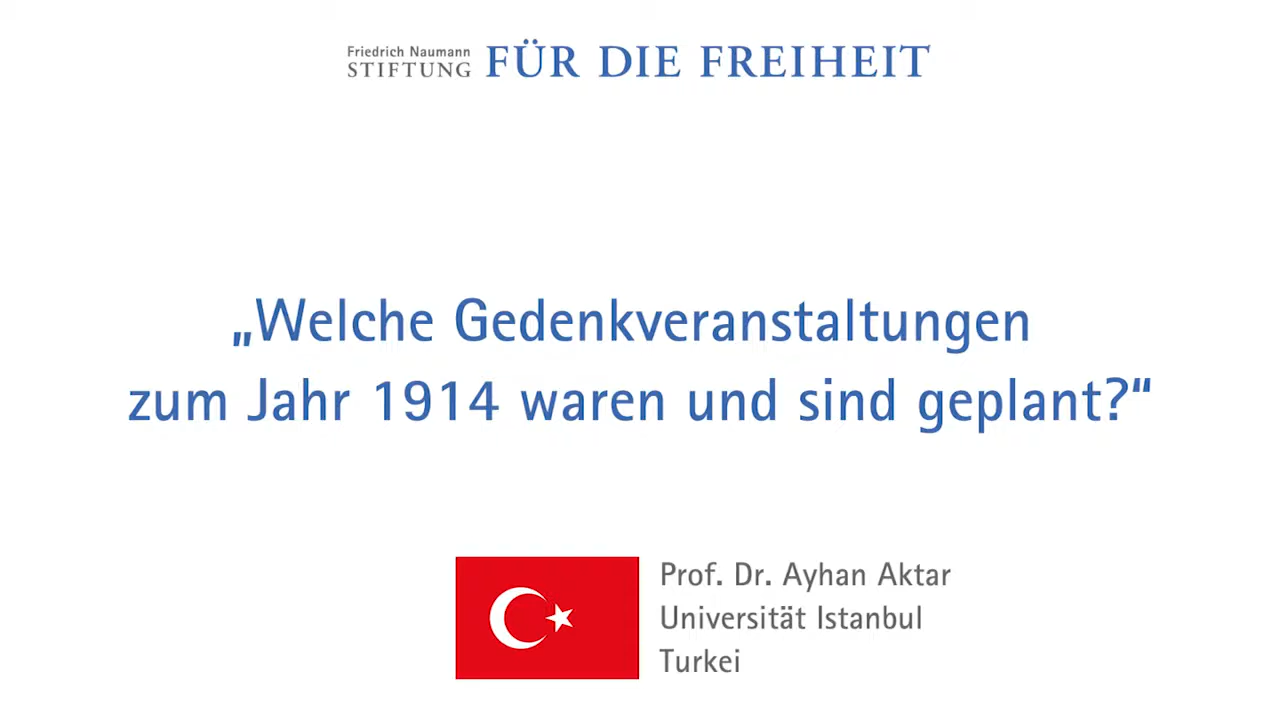 Friedrich Naumann
STIFTUNG FÜR DIE FREIHEIT
„Welche Gedenkveranstaltungen
zum Jahr 1914 waren und sind geplant?“
Prof. Dr. Ayhan Aktar
Universität Istanbul
Turkei